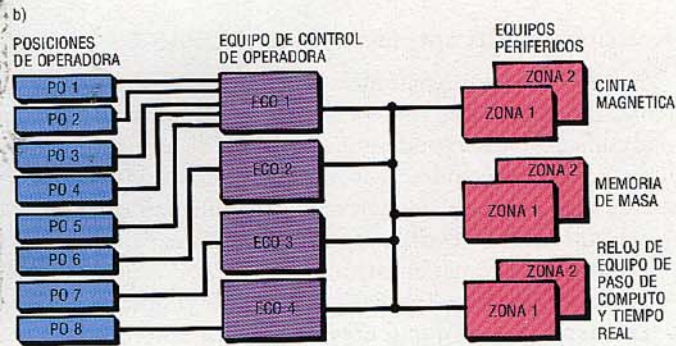 b)
POSICIONES
DE OPERADORA
PO 1
PO 2
PO 3
PO 4
PO 5
PO 6
PO 7
PO 8
EQUIPO DE CONTROL
DE OPERADORA
ECO 1
ECO 2
ECO 3
ECO 4
EQUIPOS
PERIFERICOS
ZONA 2
ZONA 1
CINTA
MAGNETICA
ZONA 2
ZONA 1
MEMORIA
DE MASA
ZONA 2
ZONA 1
RELOJ DE
EQUIPO DE
PASO DE
COMPUTO
Y TIEMPO
REAL